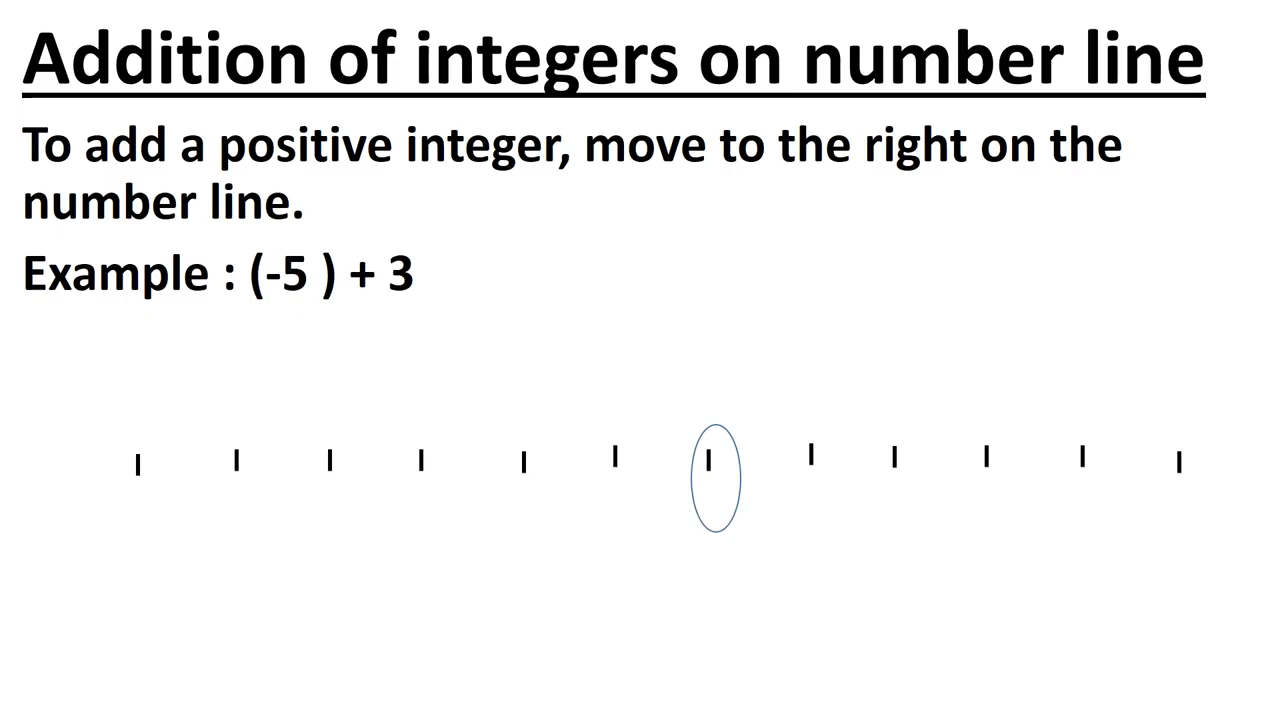 Addition of integers on number line
To add a positive integer, move to the right on the
number line.
Example : (-5 ) + 3